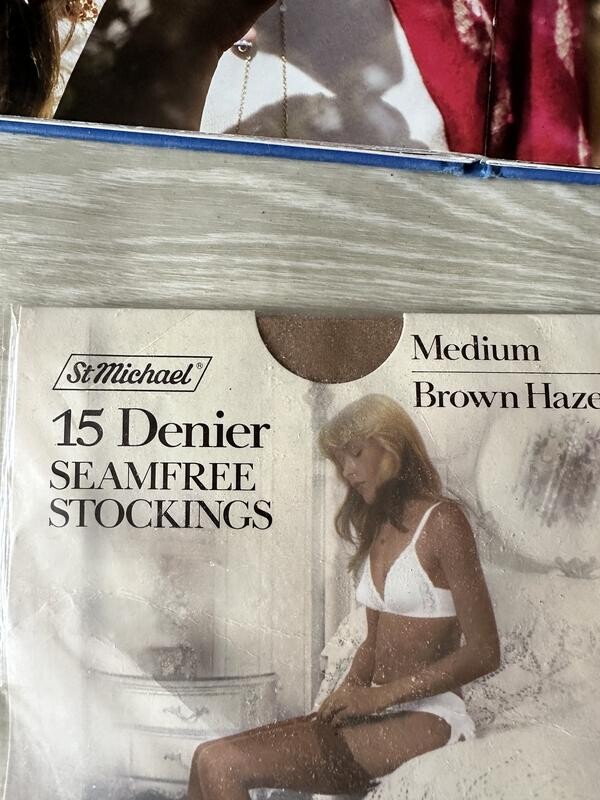 St Michael®
15 Denier
SEAMFREE
STOCKINGS
Medium
Brown Haze